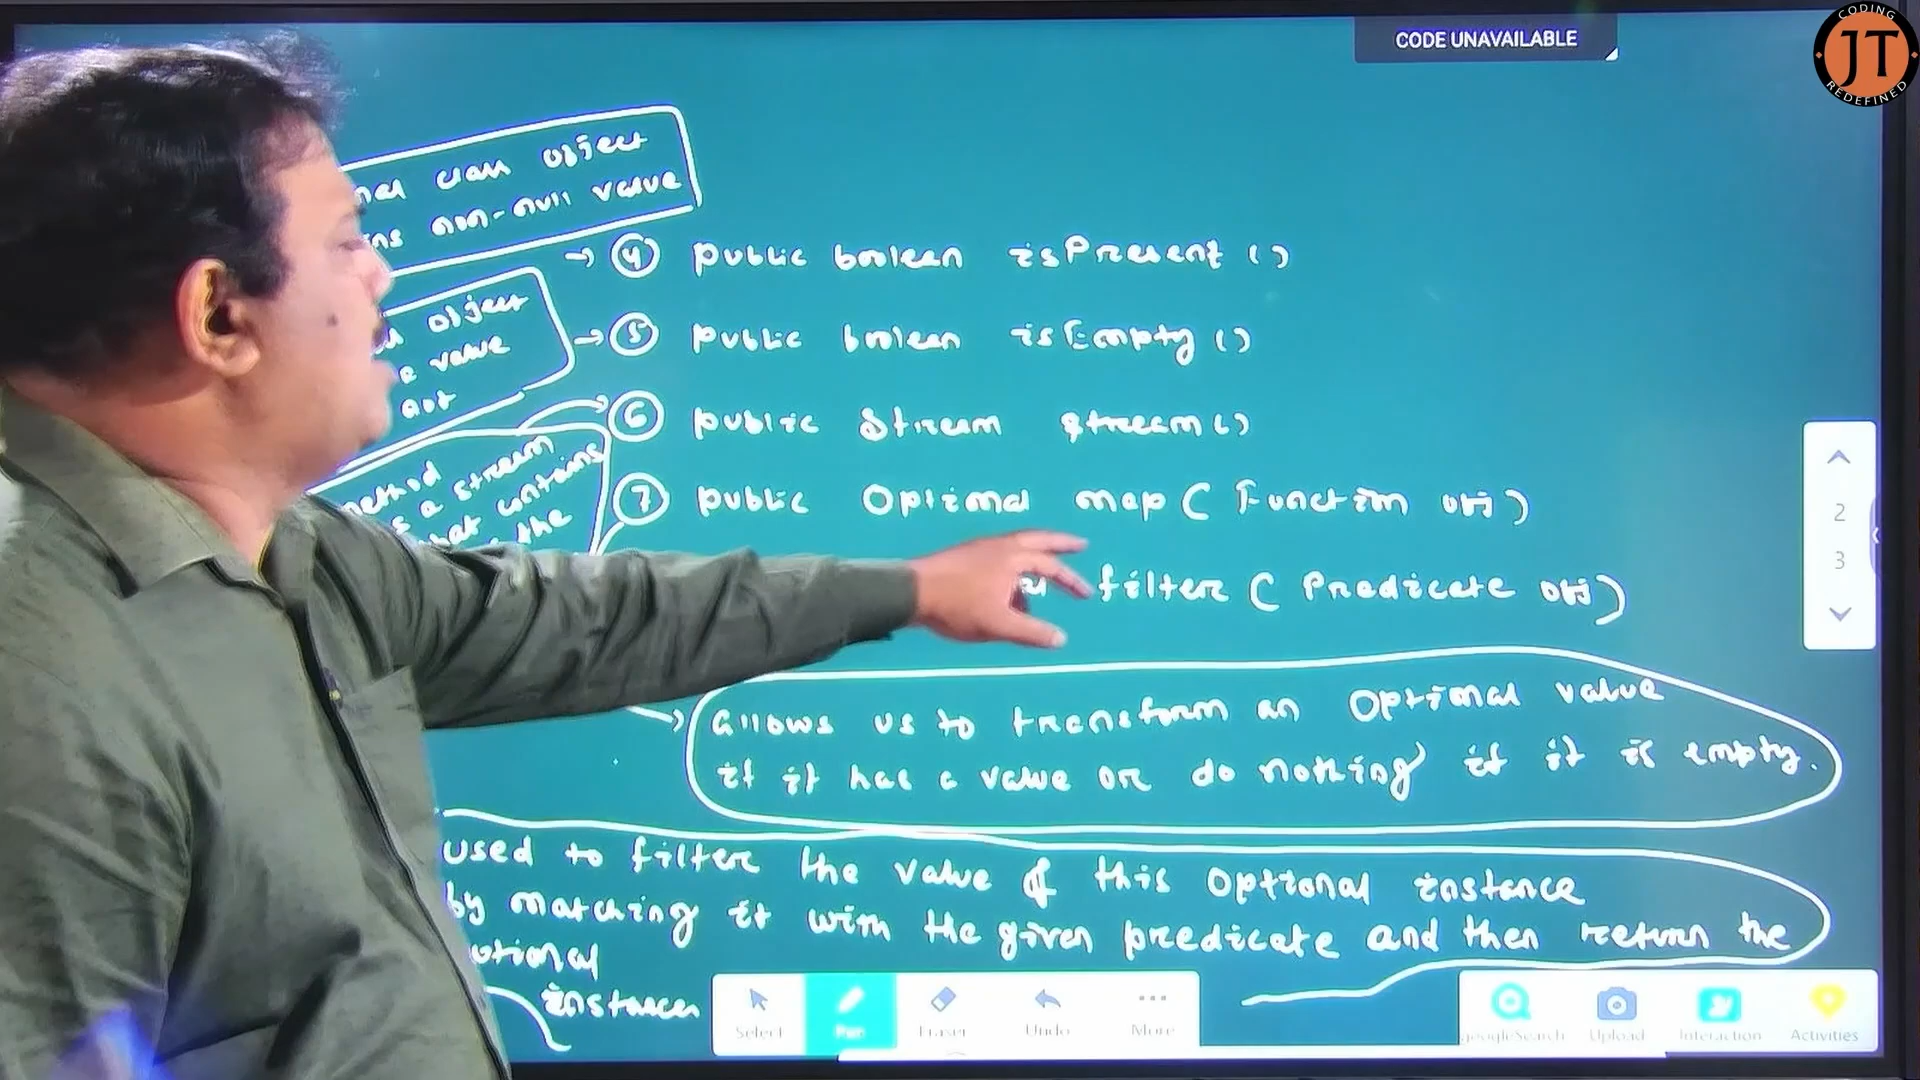 CODE UNAVAILABLE
CODING
JT
REDEFINED
class object
non-null value
→ ④ public boolean isPresent ()
object
value
not
→ ⑤ public boolean isEmpty ()
⑥ public Stream stream()
method
a stream
that contains
the
⑦ public Optional map ( Function obj )
filter ( Predicate obj )
2
3
Allows us to transform an Optional value
if it has a value or do nothing if it is empty.
used to filter the value of this Optional instance
by matching it with the given predicate and then return the
instances
Select
Pen
Eraser
Undo
More
googleSearch
Upload
Interaction
Activities